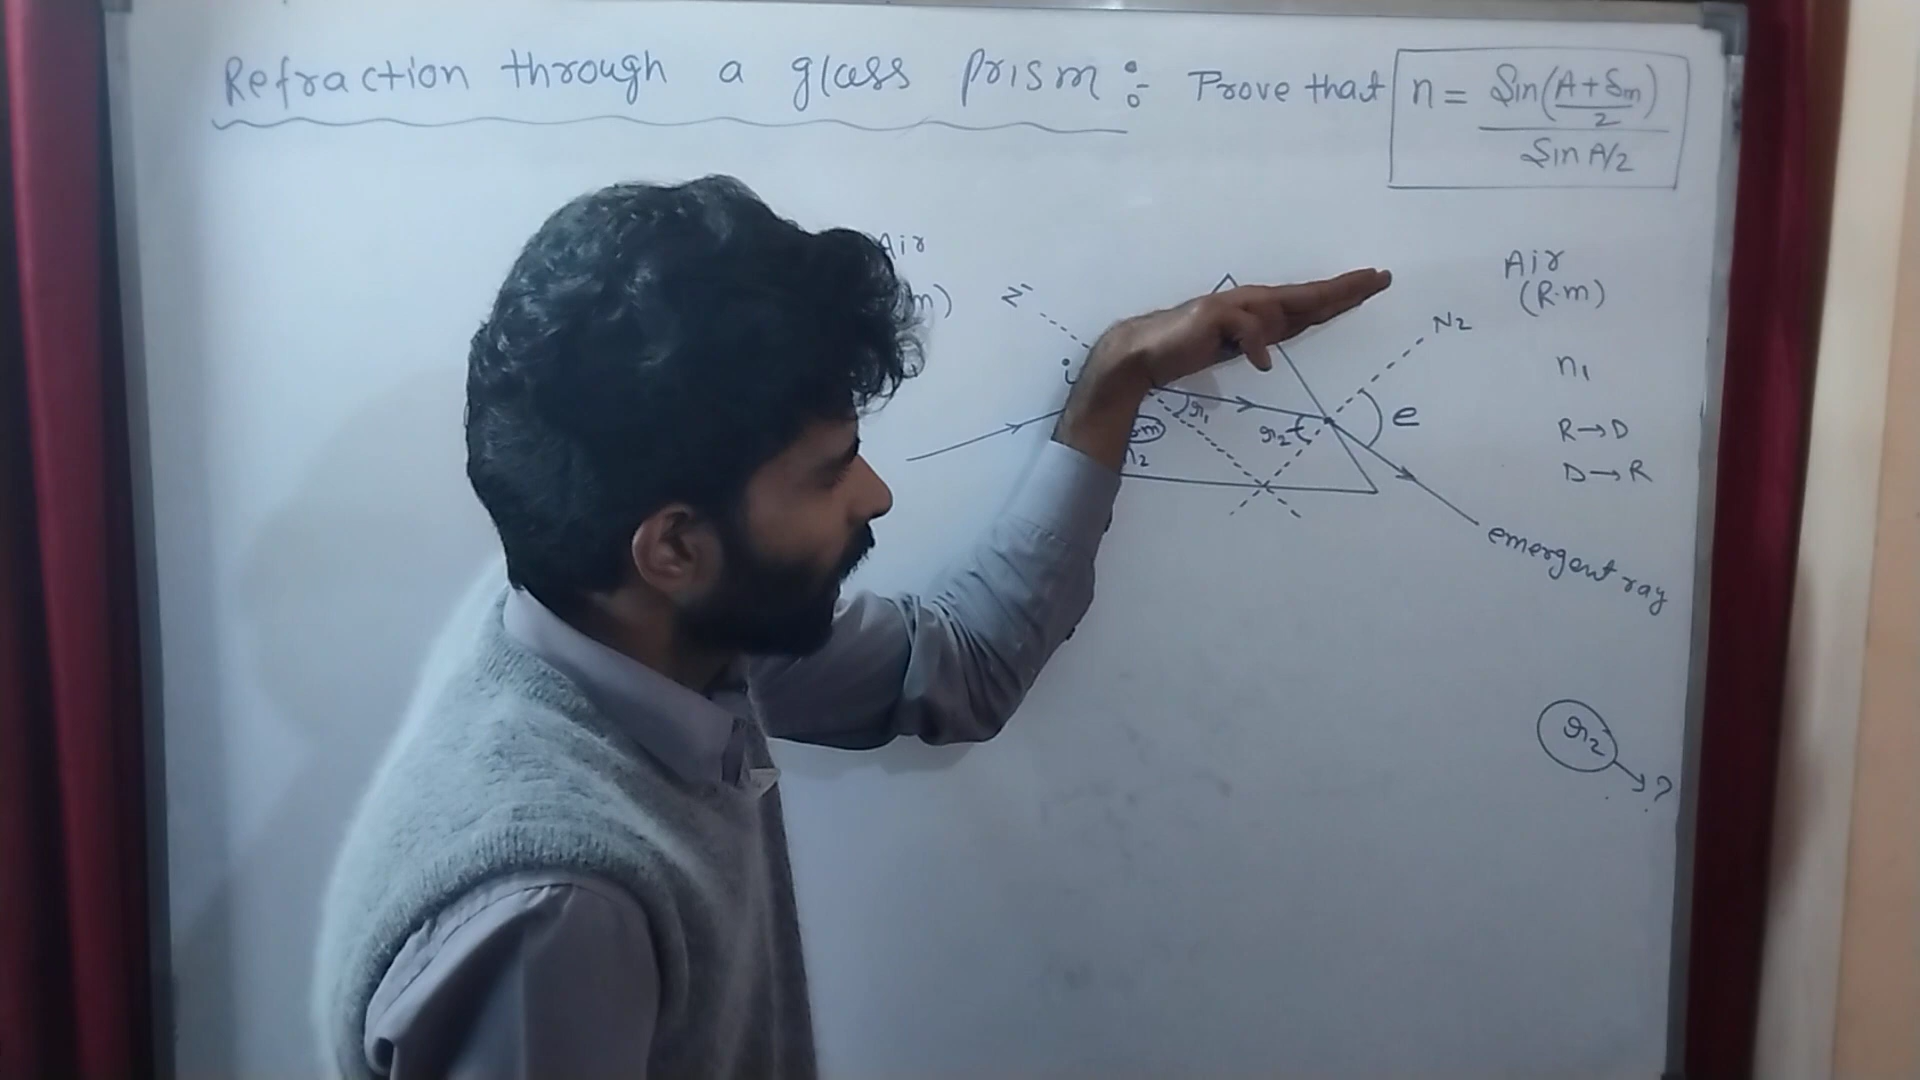 Refraction through a glass prism :- Prove that n = Sin(A+δm/2) / Sin A/2
Air
m)
N
i
r1
r2
e
N2
Air
(R.m)
n1
R→D
D→R
emergent ray
r2 → ?